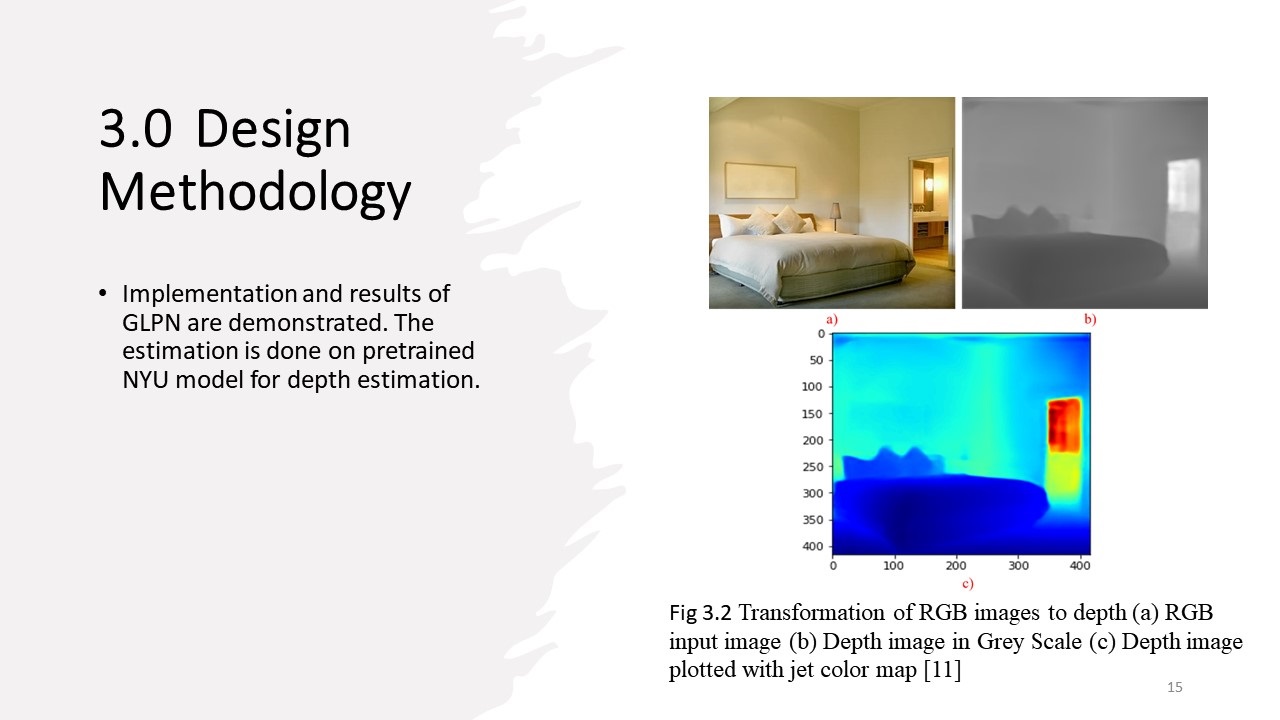 3.0 Design
Methodology
• Implementation and results of
GLPN are demonstrated. The
estimation is done on pretrained
NYU model for depth estimation.
a)
b)
0
50
100
150
200
250
300
350
400
0 100 200 300 400
c)
Fig 3.2 Transformation of RGB images to depth (a) RGB
input image (b) Depth image in Grey Scale (c) Depth image
plotted with jet color map [11]
15